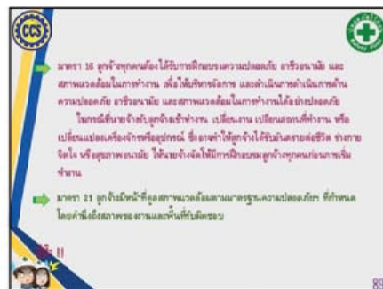 CCS
มาตรา 16 ลูกจ้างทุกคนต้องได้รับการฝึกอบรมความปลอดภัย อาชีวอนามัย และ
สภาพแวดล้อมในการทำงาน เพื่อให้บริหารจัดการ และดำเนินการด้าน
ความปลอดภัย อาชีวอนามัย และสภาพแวดล้อมในการทำงานได้อย่างปลอดภัย
ในกรณีที่นายจ้างรับลูกจ้างเข้าทำงาน เปลี่ยนงาน เปลี่ยนสถานที่ทำงาน หรือ
เปลี่ยนแปลงเครื่องจักรหรืออุปกรณ์ ซึ่งอาจทำให้ลูกจ้างได้รับอันตรายต่อชีวิต ร่างกาย
จิตใจ หรือสุขภาพอนามัย ให้นายจ้างจัดให้มีการฝึกอบรมลูกจ้างทุกคนก่อนการเริ่ม
ทำงาน
มาตรา 21 ลูกจ้างมีหน้าที่ดูแลสภาพแวดล้อมตามมาตรฐานความปลอดภัยฯ ที่กำหนด
โดยคำนึงถึงสภาพของงานและพื้นที่รับผิดชอบ
!!